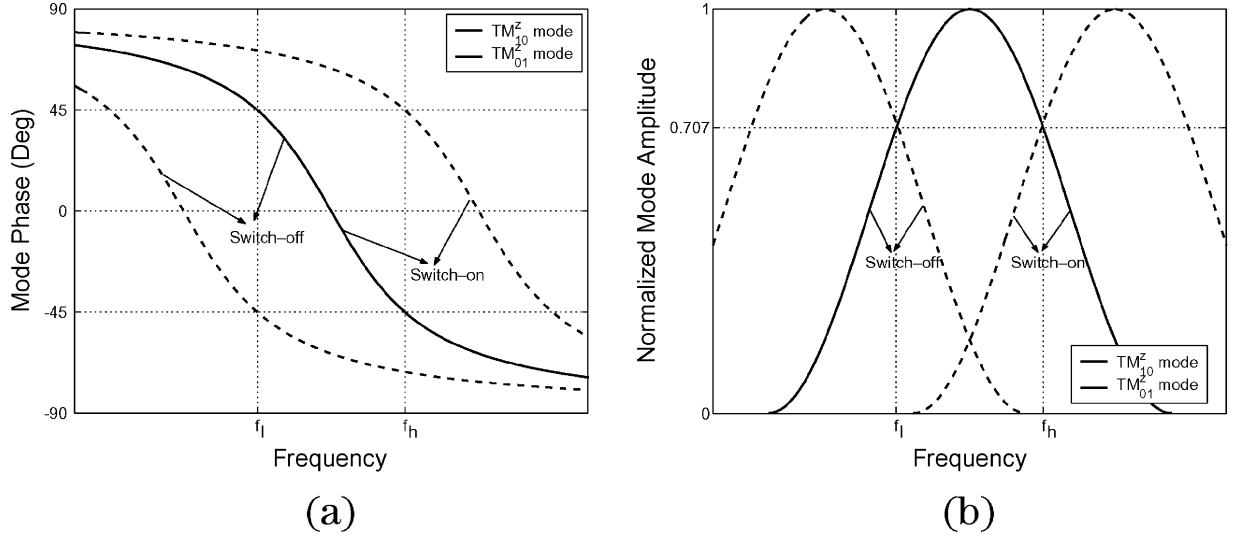 90
45
0
-45
-90
Mode Phase (Deg)
TM^z_10 mode
TM^z_01 mode
Switch–off
Switch–on
f_l
f_h
Frequency
(a)
1
0.707
0
Normalized Mode Amplitude
Switch–off
Switch–on
TM^z_10 mode
TM^z_01 mode
f_l
f_h
Frequency
(b)